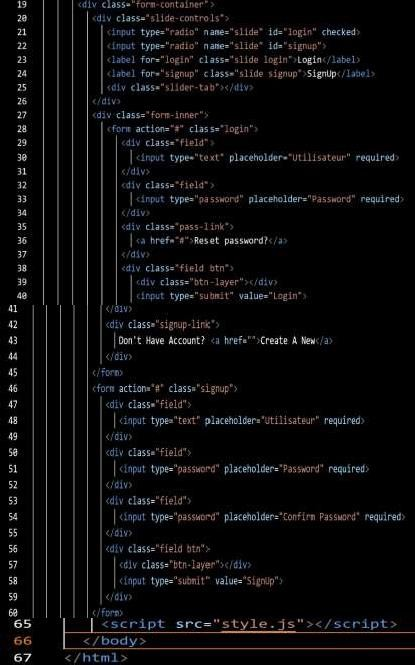 19 <div class="form-container">
20 <div class="slide-controls">
21 <input type="radio" name="slide" id="login" checked>
22 <input type="radio" name="slide" id="signup">
23 <label for="login" class="slide login">Login</label>
24 <label for="signup" class="slide signup">SignUp</label>
25 <div class="slider-tab"></div>
26 </div>
27 <div class="form-inner">
28 <form action="#" class="login">
29 <div class="field">
30 <input type="text" placeholder="Utilisateur" required>
31 </div>
32 <div class="field">
33 <input type="password" placeholder="Password" required>
34 </div>
35 <div class="pass-link">
36 <a href="#">Reset password?</a>
37 </div>
38 <div class="field btn">
39 <div class="btn-layer"></div>
40 <input type="submit" value="Login">
41 </div>
42 <div class="signup-link">
43 Don't Have Account? <a href="">Create A New</a>
44 </div>
45 </form>
46 <form action="#" class="signup">
47 <div class="field">
48 <input type="text" placeholder="Utilisateur" required>
49 </div>
50 <div class="field">
51 <input type="password" placeholder="Password" required>
52 </div>
53 <div class="field">
54 <input type="password" placeholder="Confirm Password" required>
55 </div>
56 <div class="field btn">
57 <div class="btn-layer"></div>
58 <input type="submit" value="SignUp">
59 </div>
60 </form>
65 <script src="style.js"></script>
66 </body>
67 </html>